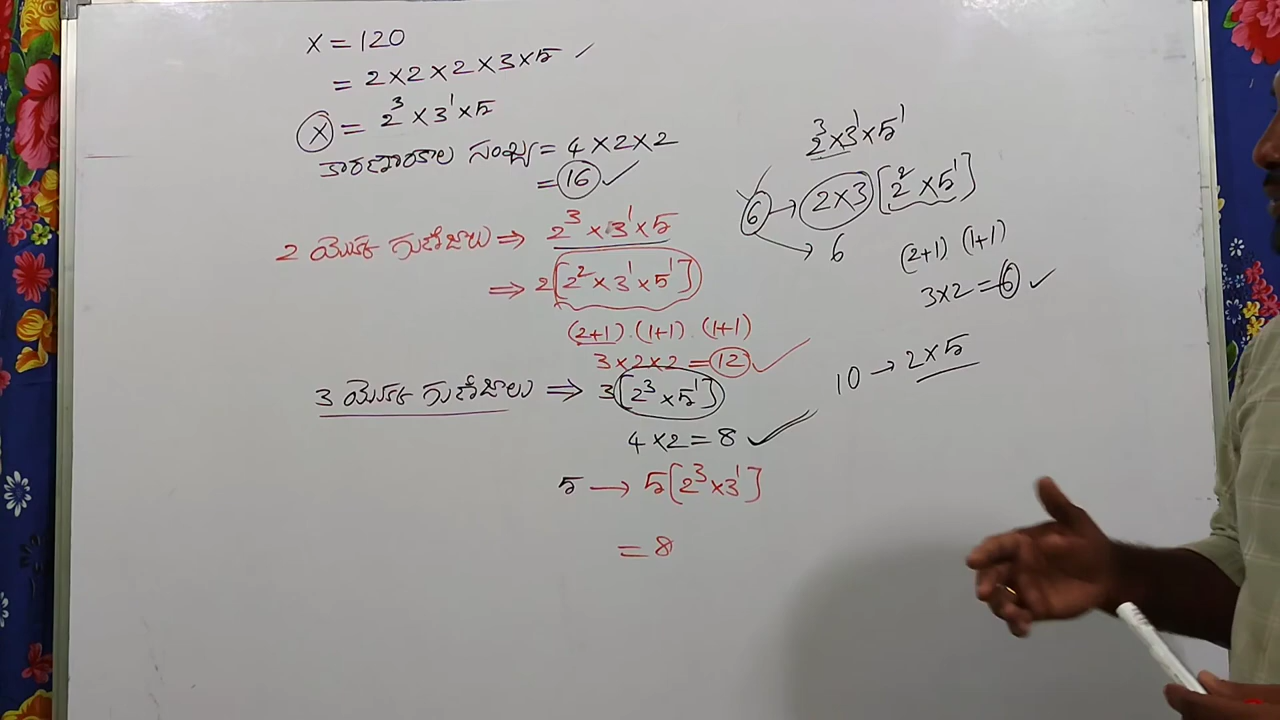 x = 120
= 2 × 2 × 2 × 3 × 5 ✓
x = 2³ × 3¹ × 5
కారణాంకాల సంఖ్య = 4 × 2 × 2
= 16 ✓
2 యొక్క గుణిజాలు ⇒ 2³ × 3¹ × 5
⇒ 2[2² × 3¹ × 5¹]
(2+1) . (1+1) . (1+1)
3 × 2 × 2 = 12 ✓
3 యొక్క గుణిజాలు ⇒ 3[2³ × 5¹]
4 × 2 = 8 ✓
5 → 5[2³ × 3¹]
= 8
2³ × 3¹ × 5¹
6 → 2×3 [2² × 5¹]
→ 6
(2+1) (1+1)
3×2 = 6 ✓
10 → 2 × 5